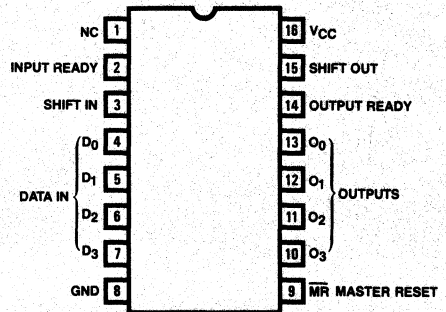 NC 1 16 VCC
INPUT READY 2 15 SHIFT OUT
SHIFT IN 3 14 OUTPUT READY
D0 4 13 O0
D1 5 12 O1
DATA IN OUTPUTS
D2 6 11 O2
D3 7 10 O3
GND 8 9 M̅R̅ MASTER RESET